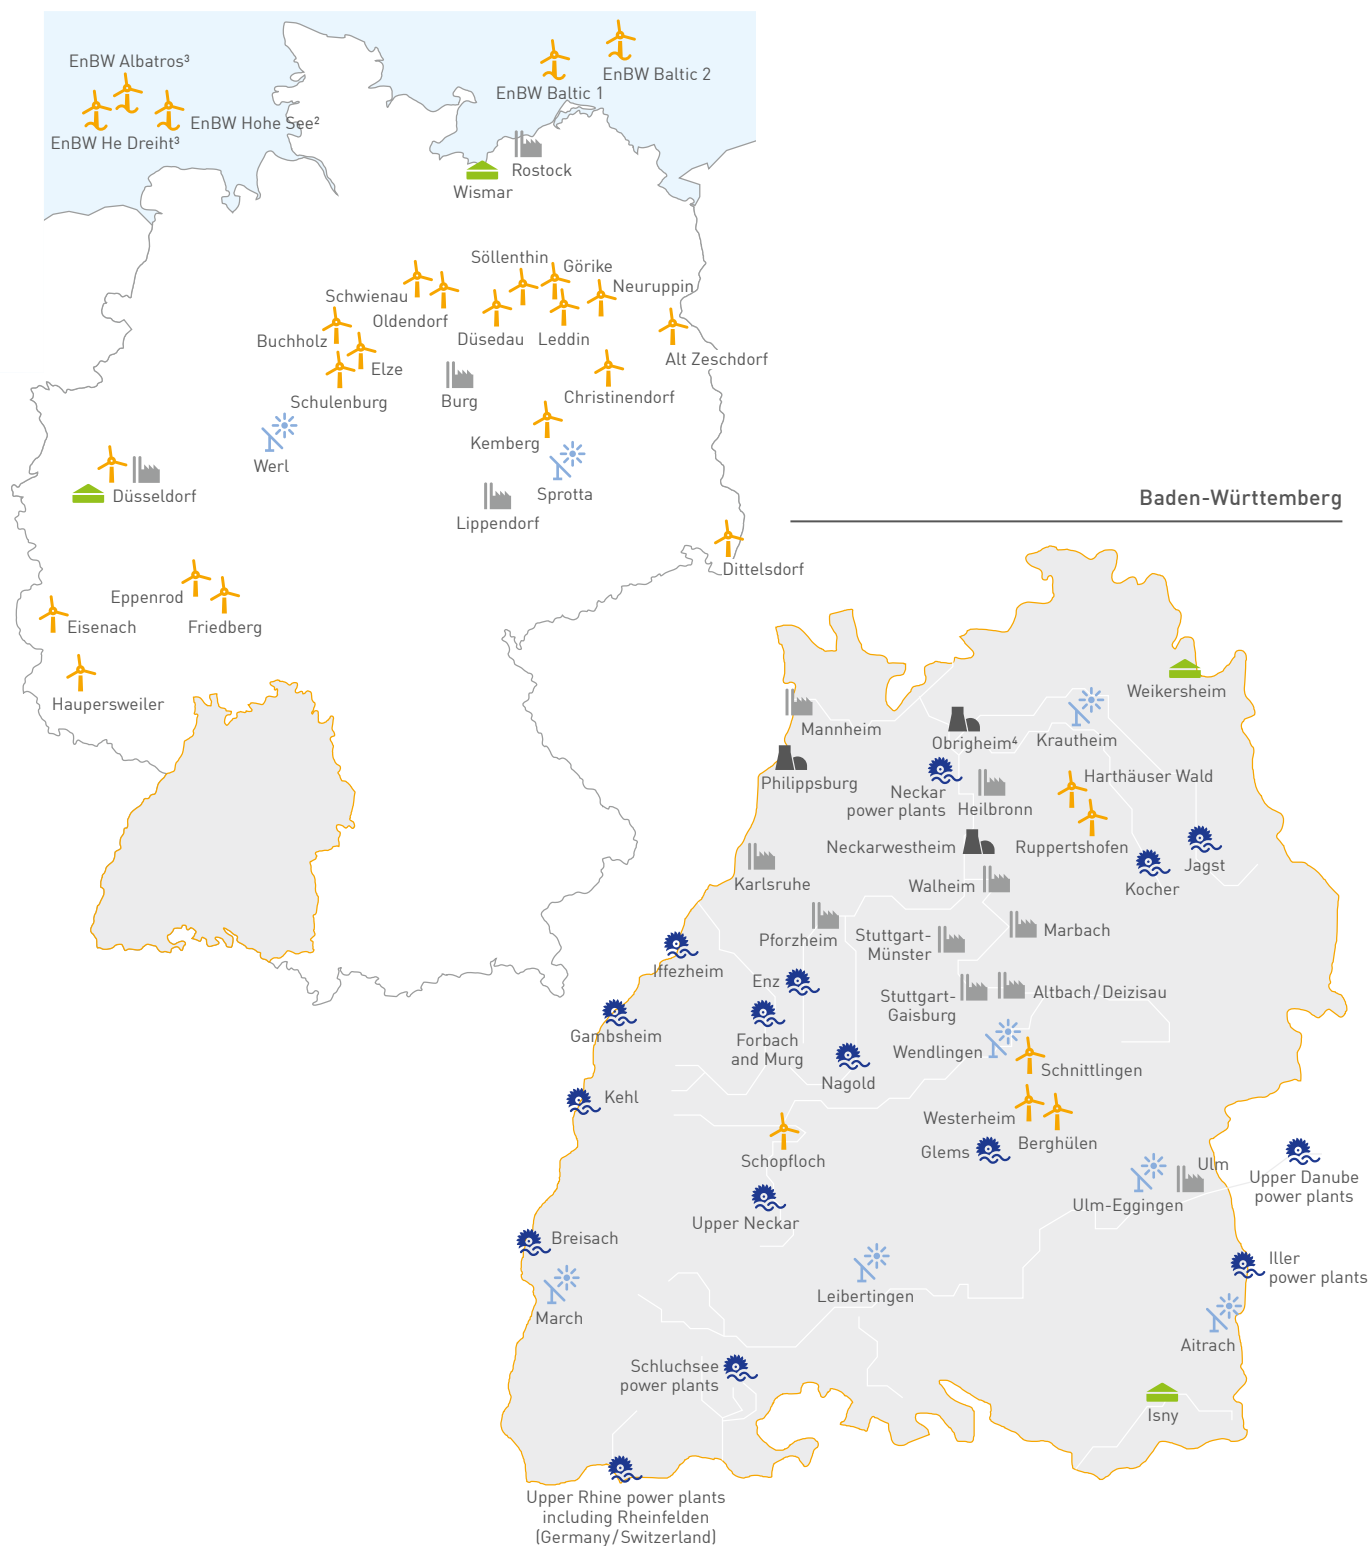 EnBW Albatros³
EnBW Baltic 2
EnBW Baltic 1
EnBW Hohe See²
EnBW He Dreiht³
Rostock
Wismar
Söllenthin
Görike
Neuruppin
Schwienau
Oldendorf
Düsedau
Leddin
Buchholz
Alt Zeschdorf
Elze
Schulenburg
Burg
Christinendorf
Kemberg
Werl
Sprotta
Düsseldorf
Lippendorf
Baden-Württemberg
Dittelsdorf
Eppenrod
Eisenach
Friedberg
Haupersweiler
Weikersheim
Mannheim
Obrigheim⁴
Krautheim
Philippsburg
Harthäuser Wald
Neckar
power plants
Heilbronn
Neckarwestheim
Ruppertshofen
Jagst
Karlsruhe
Walheim
Kocher
Pforzheim
Stuttgart-
Münster
Marbach
Iffezheim
Enz
Stuttgart-
Gaisburg
Altbach/Deizisau
Gambsheim
Forbach
and Murg
Wendlingen
Schnittlingen
Nagold
Kehl
Westerheim
Berghülen
Schopfloch
Glems
Ulm
Upper Danube
power plants
Ulm-Eggingen
Upper Neckar
Breisach
Iller
power plants
Leibertingen
March
Aitrach
Schluchsee
power plants
Isny
Upper Rhine power plants
including Rheinfelden
(Germany/Switzerland)